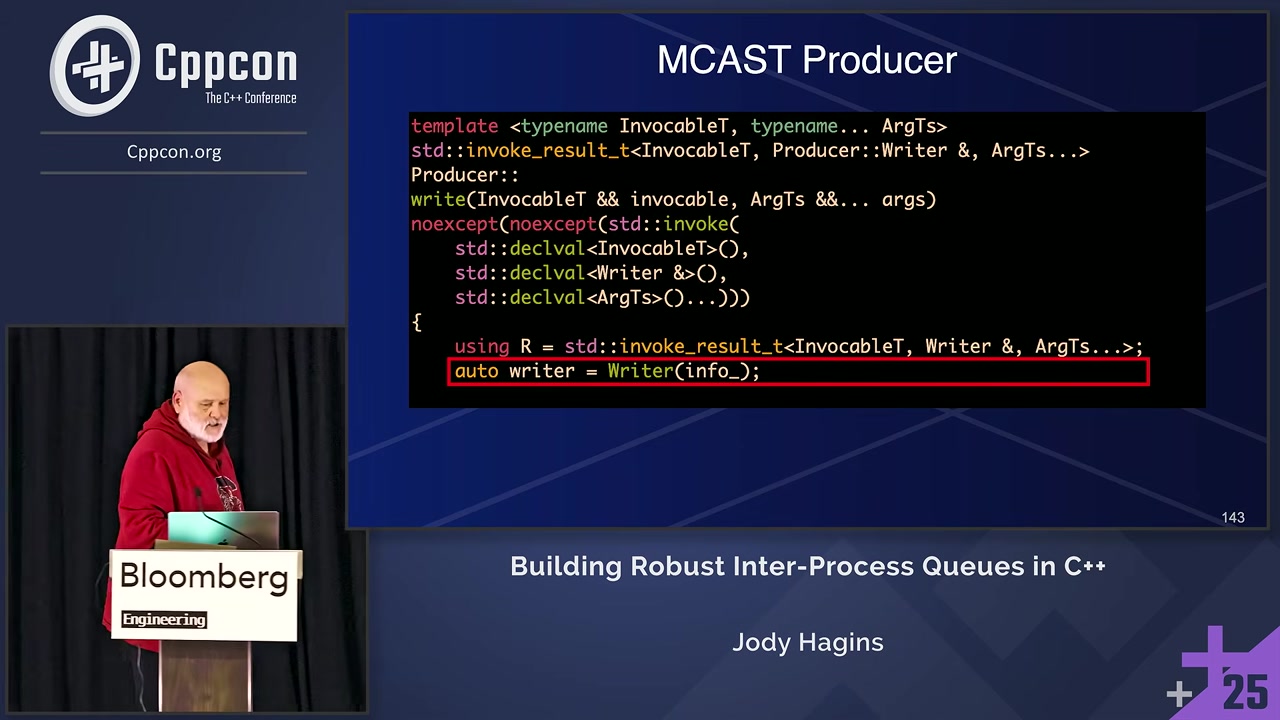 Cppcon
The C++ Conference
Cppcon.org
MCAST Producer
template <typename InvocableT, typename... ArgTs>
std::invoke_result_t<InvocableT, Producer::Writer &, ArgTs...>
Producer::
write(InvocableT && invocable, ArgTs &&... args)
noexcept(noexcept(std::invoke(
    std::declval<InvocableT>(),
    std::declval<Writer &>(),
    std::declval<ArgTs>()...)))
{
    using R = std::invoke_result_t<InvocableT, Writer &, ArgTs...>;
    auto writer = Writer(info_);
143
Bloomberg
Engineering
Building Robust Inter-Process Queues in C++
Jody Hagins
25